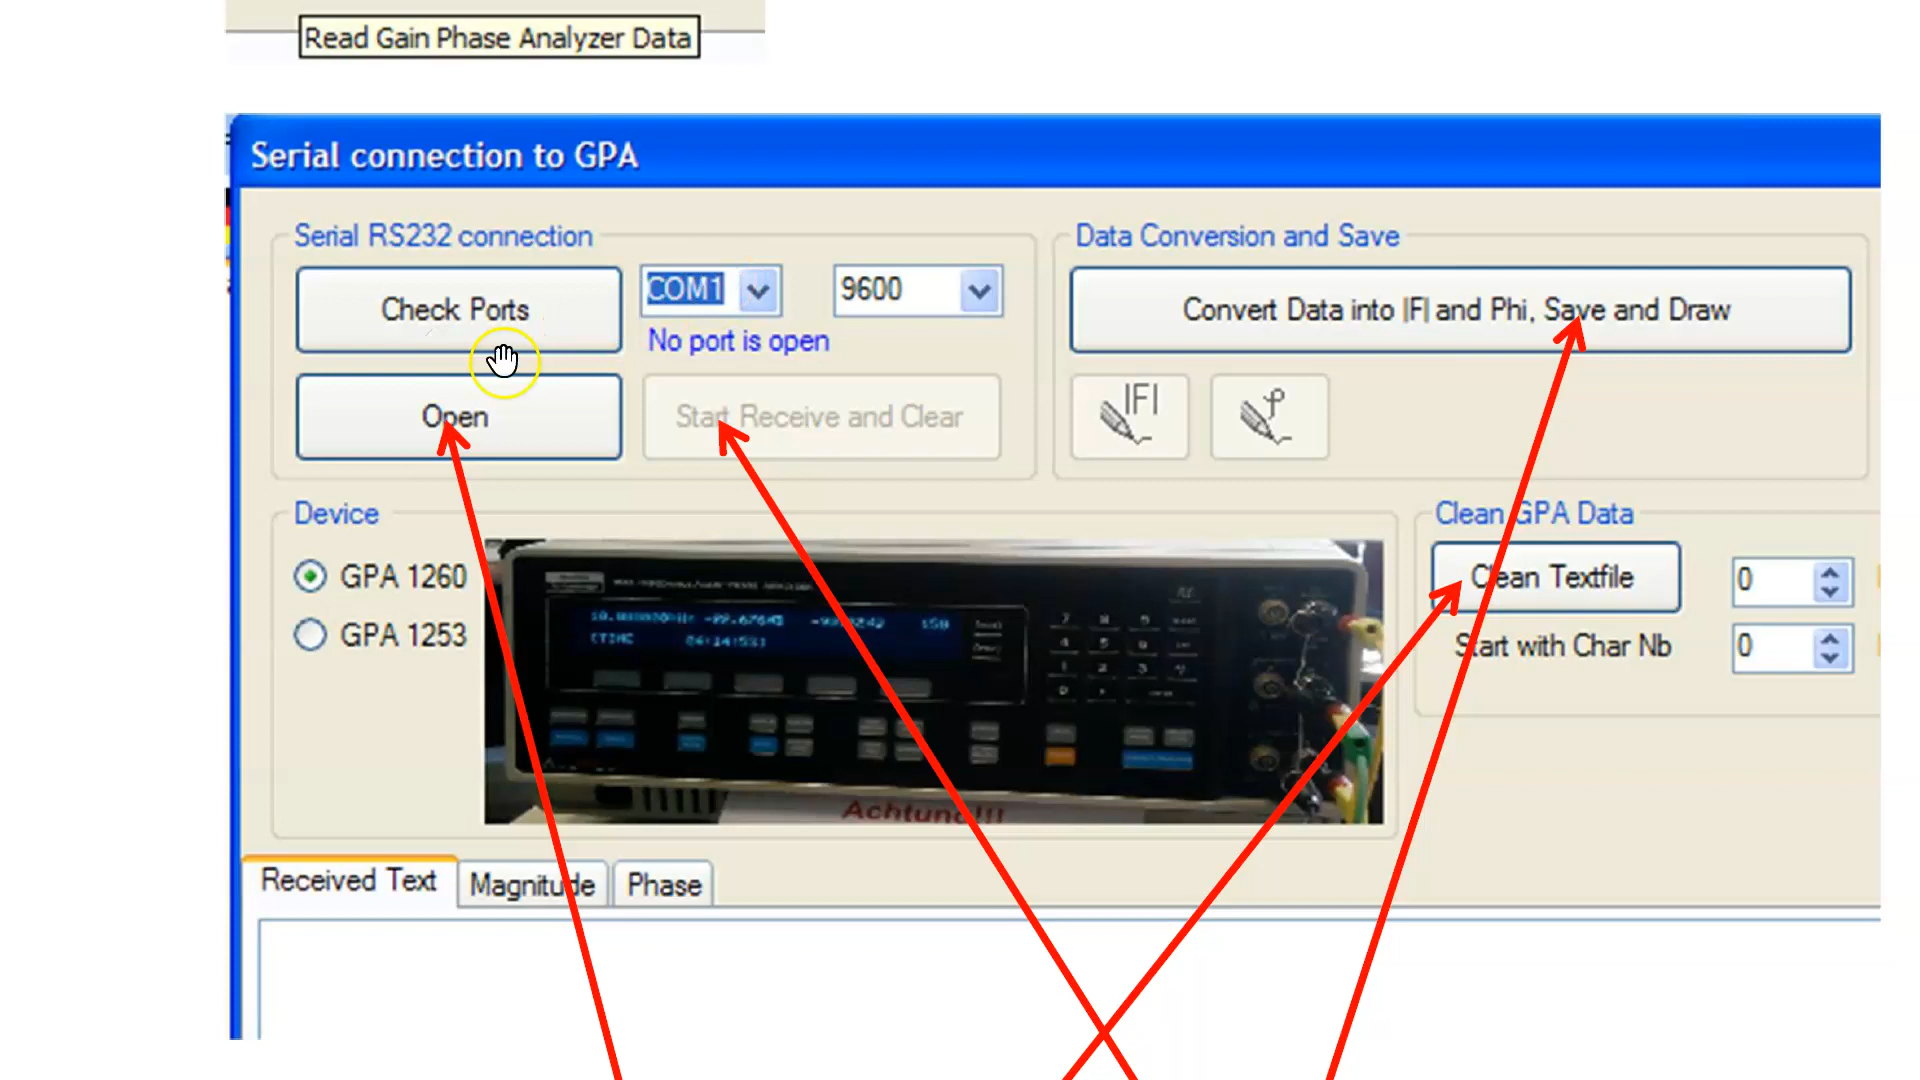 Read Gain Phase Analyzer Data
Serial connection to GPA
Serial RS232 connection
Check Ports
COM1
9600
No port is open
Open
Start Receive and Clear
Data Conversion and Save
Convert Data into |F| and Phi, Save and Draw
|F|
φ
Device
GPA 1260
GPA 1253
Achtung!!!
Clean GPA Data
Clean Textfile
0
Start with Char Nb
0
Received Text
Magnitude
Phase